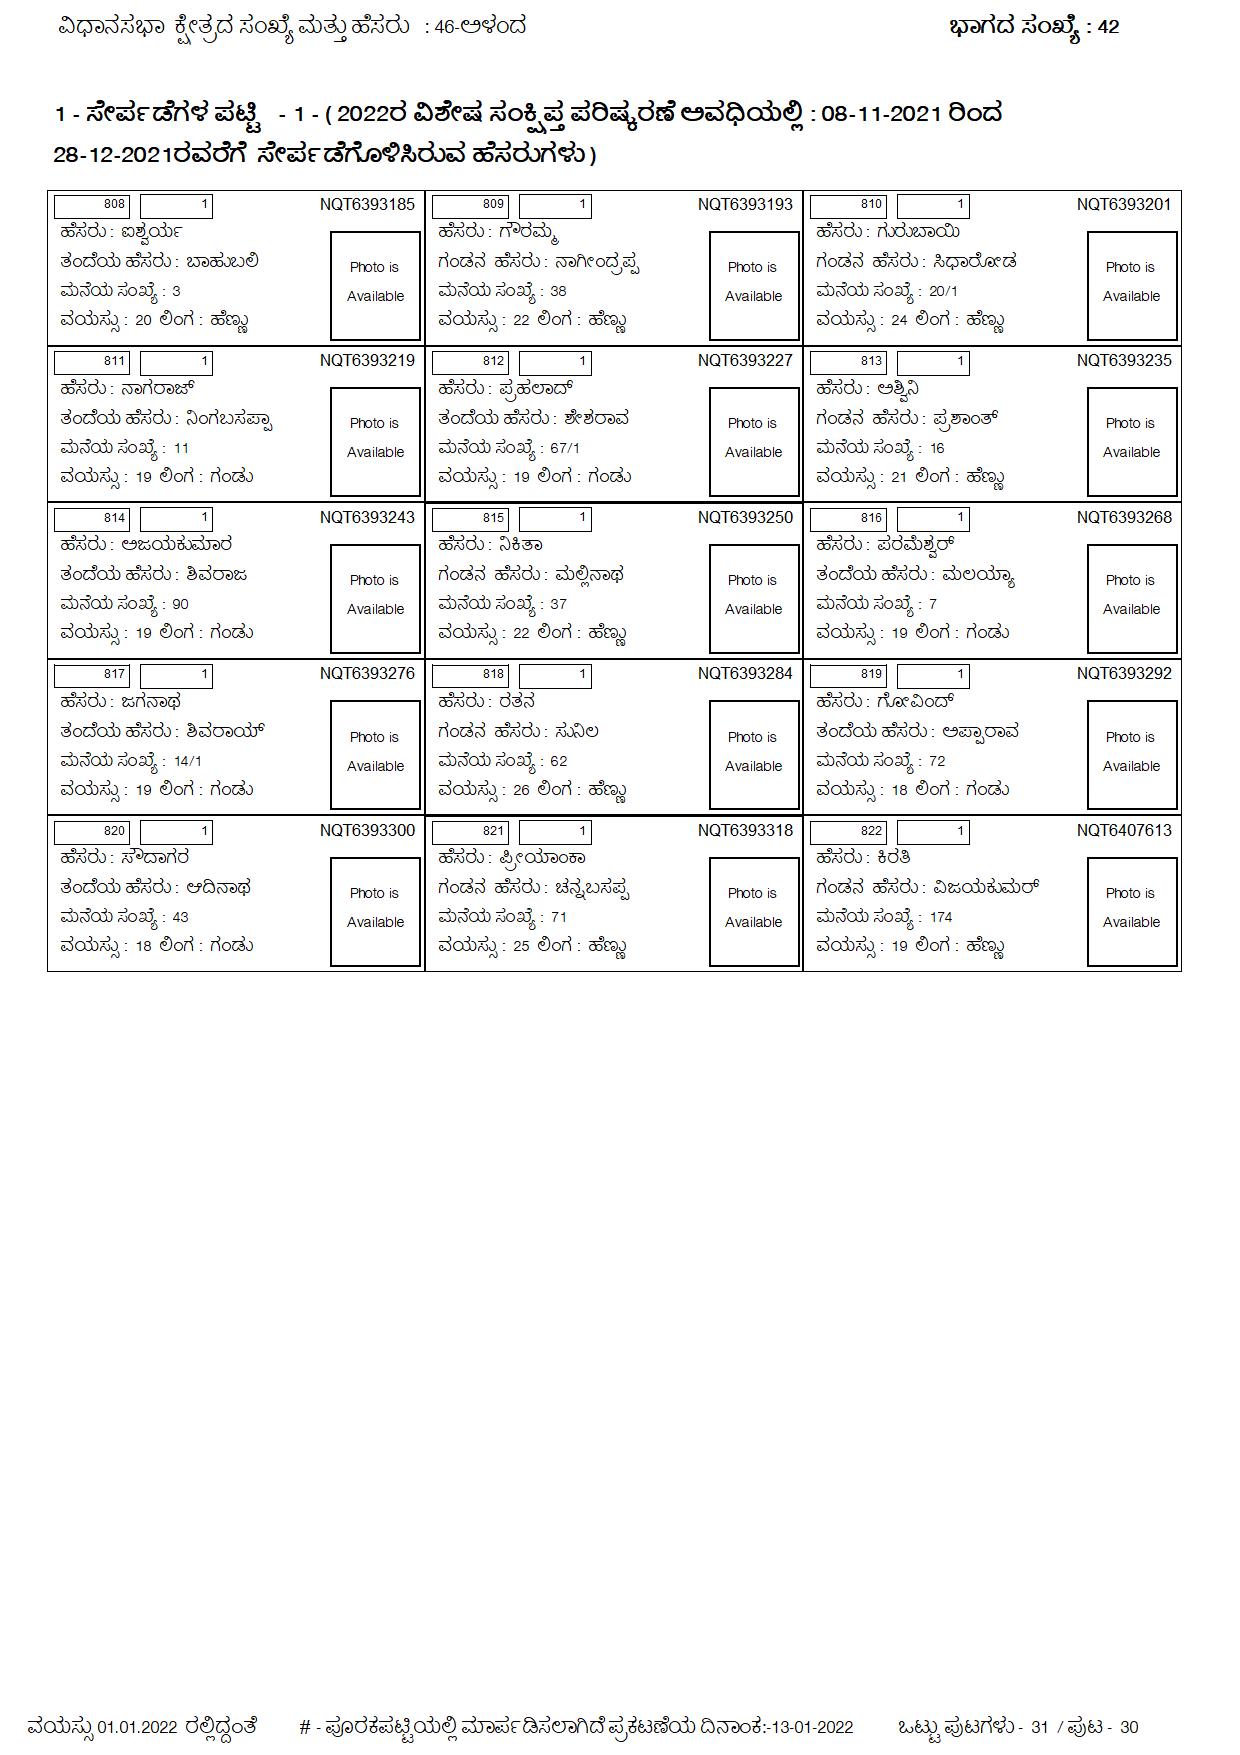 ವಿಧಾನಸಭಾ ಕ್ಷೇತ್ರದ ಸಂಖ್ಯೆ ಮತ್ತು ಹೆಸರು : 46-ಅಳಂದ ಭಾಗದ ಸಂಖ್ಯೆ : 42
1 - ಸೇರ್ಪಡೆಗಳ ಪಟ್ಟಿ - 1 - ( 2022ರ ವಿಶೇಷ ಸಂಕ್ಷಿಪ್ತ ಪರಿಷ್ಕರಣೆ ಅವಧಿಯಲ್ಲಿ : 08-11-2021 ರಿಂದ
28-12-2021ರವರೆಗೆ ಸೇರ್ಪಡೆಗೊಳಿಸಿರುವ ಹೆಸರುಗಳು )
808 1 NQT6393185
ಹೆಸರು : ಐಶ್ವರ್ಯ
ತಂದೆಯ ಹೆಸರು : ಬಾಹುಬಲಿ
ಮನೆಯ ಸಂಖ್ಯೆ : 3
ವಯಸ್ಸು : 20 ಲಿಂಗ : ಹೆಣ್ಣು
Photo is
Available
809 1 NQT6393193
ಹೆಸರು : ಗೌರಮ್ಮ
ಗಂಡನ ಹೆಸರು : ನಾಗೀಂದ್ರಪ್ಪ
ಮನೆಯ ಸಂಖ್ಯೆ : 38
ವಯಸ್ಸು : 22 ಲಿಂಗ : ಹೆಣ್ಣು
Photo is
Available
810 1 NQT6393201
ಹೆಸರು : ಗುರುಬಾಯಿ
ಗಂಡನ ಹೆಸರು : ಸಿಧಾರೋಡ
ಮನೆಯ ಸಂಖ್ಯೆ : 20/1
ವಯಸ್ಸು : 24 ಲಿಂಗ : ಹೆಣ್ಣು
Photo is
Available
811 1 NQT6393219
ಹೆಸರು : ನಾಗರಾಜ್
ತಂದೆಯ ಹೆಸರು : ನಿಂಗಬಸಪ್ಪಾ
ಮನೆಯ ಸಂಖ್ಯೆ : 11
ವಯಸ್ಸು : 19 ಲಿಂಗ : ಗಂಡು
Photo is
Available
812 1 NQT6393227
ಹೆಸರು : ಪ್ರಹಲಾದ್
ತಂದೆಯ ಹೆಸರು : ಶೇಶರಾವ
ಮನೆಯ ಸಂಖ್ಯೆ : 67/1
ವಯಸ್ಸು : 19 ಲಿಂಗ : ಗಂಡು
Photo is
Available
813 1 NQT6393235
ಹೆಸರು : ಅಶ್ವಿನಿ
ಗಂಡನ ಹೆಸರು : ಪ್ರಶಾಂತ್
ಮನೆಯ ಸಂಖ್ಯೆ : 16
ವಯಸ್ಸು : 21 ಲಿಂಗ : ಹೆಣ್ಣು
Photo is
Available
814 1 NQT6393243
ಹೆಸರು : ಅಜಯಕುಮಾರ
ತಂದೆಯ ಹೆಸರು : ಶಿವರಾಜ
ಮನೆಯ ಸಂಖ್ಯೆ : 90
ವಯಸ್ಸು : 19 ಲಿಂಗ : ಗಂಡು
Photo is
Available
815 1 NQT6393250
ಹೆಸರು : ನಿಕಿತಾ
ಗಂಡನ ಹೆಸರು : ಮಲ್ಲಿನಾಥ
ಮನೆಯ ಸಂಖ್ಯೆ : 37
ವಯಸ್ಸು : 22 ಲಿಂಗ : ಹೆಣ್ಣು
Photo is
Available
816 1 NQT6393268
ಹೆಸರು : ಪರಮೆಶ್ವರ್
ತಂದೆಯ ಹೆಸರು : ಮಲಯ್ಯಾ
ಮನೆಯ ಸಂಖ್ಯೆ : 7
ವಯಸ್ಸು : 19 ಲಿಂಗ : ಗಂಡು
Photo is
Available
817 1 NQT6393276
ಹೆಸರು : ಜಗನಾಥ
ತಂದೆಯ ಹೆಸರು : ಶಿವರಾಯ್
ಮನೆಯ ಸಂಖ್ಯೆ : 14/1
ವಯಸ್ಸು : 19 ಲಿಂಗ : ಗಂಡು
Photo is
Available
818 1 NQT6393284
ಹೆಸರು : ರತನ
ಗಂಡನ ಹೆಸರು : ಸುನಿಲ
ಮನೆಯ ಸಂಖ್ಯೆ : 62
ವಯಸ್ಸು : 26 ಲಿಂಗ : ಹೆಣ್ಣು
Photo is
Available
819 1 NQT6393292
ಹೆಸರು : ಗೋವಿಂದ್
ತಂದೆಯ ಹೆಸರು : ಅಪ್ಪಾರಾವ
ಮನೆಯ ಸಂಖ್ಯೆ : 72
ವಯಸ್ಸು : 18 ಲಿಂಗ : ಗಂಡು
Photo is
Available
820 1 NQT6393300
ಹೆಸರು : ಸೌದಾಗರ
ತಂದೆಯ ಹೆಸರು : ಆದಿನಾಥ
ಮನೆಯ ಸಂಖ್ಯೆ : 43
ವಯಸ್ಸು : 18 ಲಿಂಗ : ಗಂಡು
Photo is
Available
821 1 NQT6393318
ಹೆಸರು : ಪ್ರೀಯಾಂಕಾ
ಗಂಡನ ಹೆಸರು : ಚನ್ನಬಸಪ್ಪ
ಮನೆಯ ಸಂಖ್ಯೆ : 71
ವಯಸ್ಸು : 25 ಲಿಂಗ : ಹೆಣ್ಣು
Photo is
Available
822 1 NQT6407613
ಹೆಸರು : ಕಿರತಿ
ಗಂಡನ ಹೆಸರು : ವಿಜಯಕುಮರ್
ಮನೆಯ ಸಂಖ್ಯೆ : 174
ವಯಸ್ಸು : 19 ಲಿಂಗ : ಹೆಣ್ಣು
Photo is
Available
ವಯಸ್ಸು 01.01.2022 ರಲ್ಲಿದ್ದಂತೆ # - ಪೂರಕಪಟ್ಟಿಯಲ್ಲಿ ಮಾರ್ಪಡಿಸಲಾಗಿದೆ ಪ್ರಕಟಣೆಯ ದಿನಾಂಕ:-13-01-2022 ಒಟ್ಟು ಪುಟಗಳು - 31 / ಪುಟ - 30